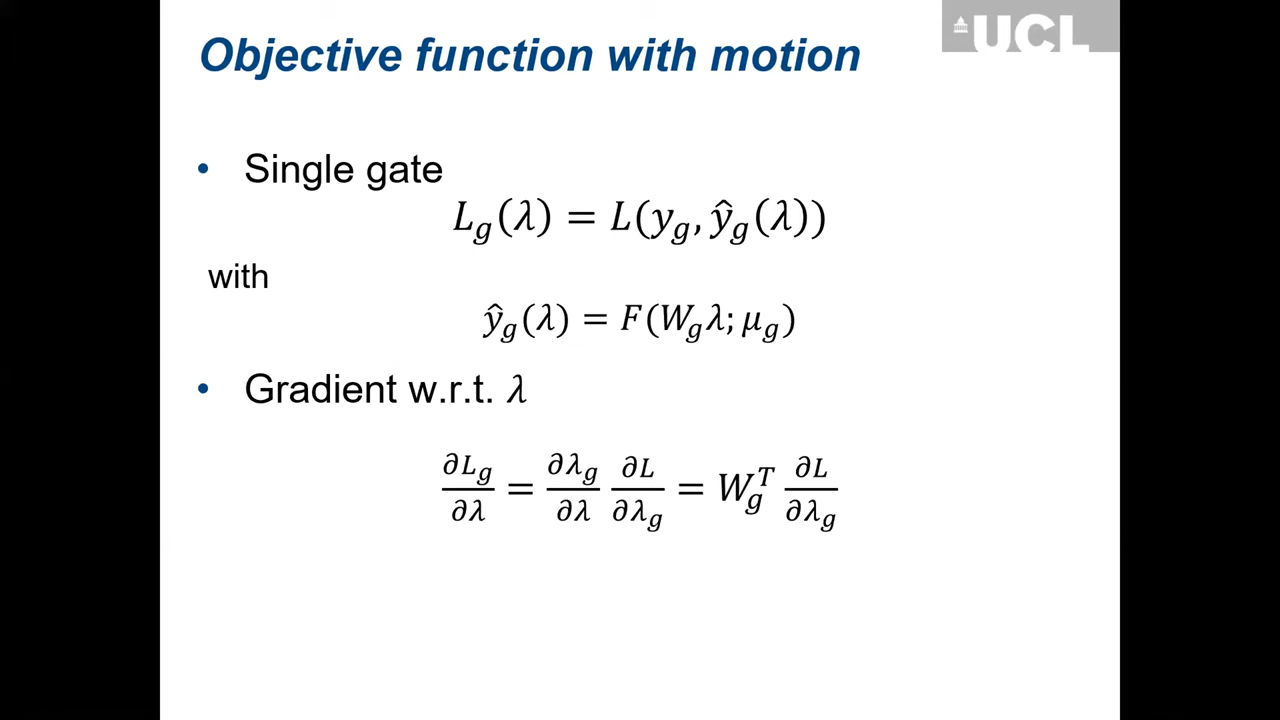 UCL
Objective function with motion
• Single gate
L_g(λ) = L(y_g, ŷ_g(λ))
with
ŷ_g(λ) = F(W_gλ; μ_g)
• Gradient w.r.t. λ
∂L_g/∂λ = ∂λ_g/∂λ ∂L/∂λ_g = W_g^T ∂L/∂λ_g